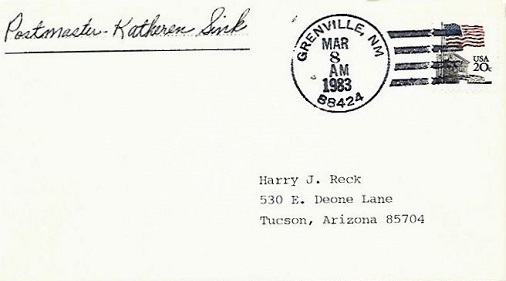 Postmaster - Katheren Sink
GRENVILLE, NM
MAR
8
AM
1983
88424
USA
20c
Harry J. Reck
530 E. Deone Lane
Tucson, Arizona 85704